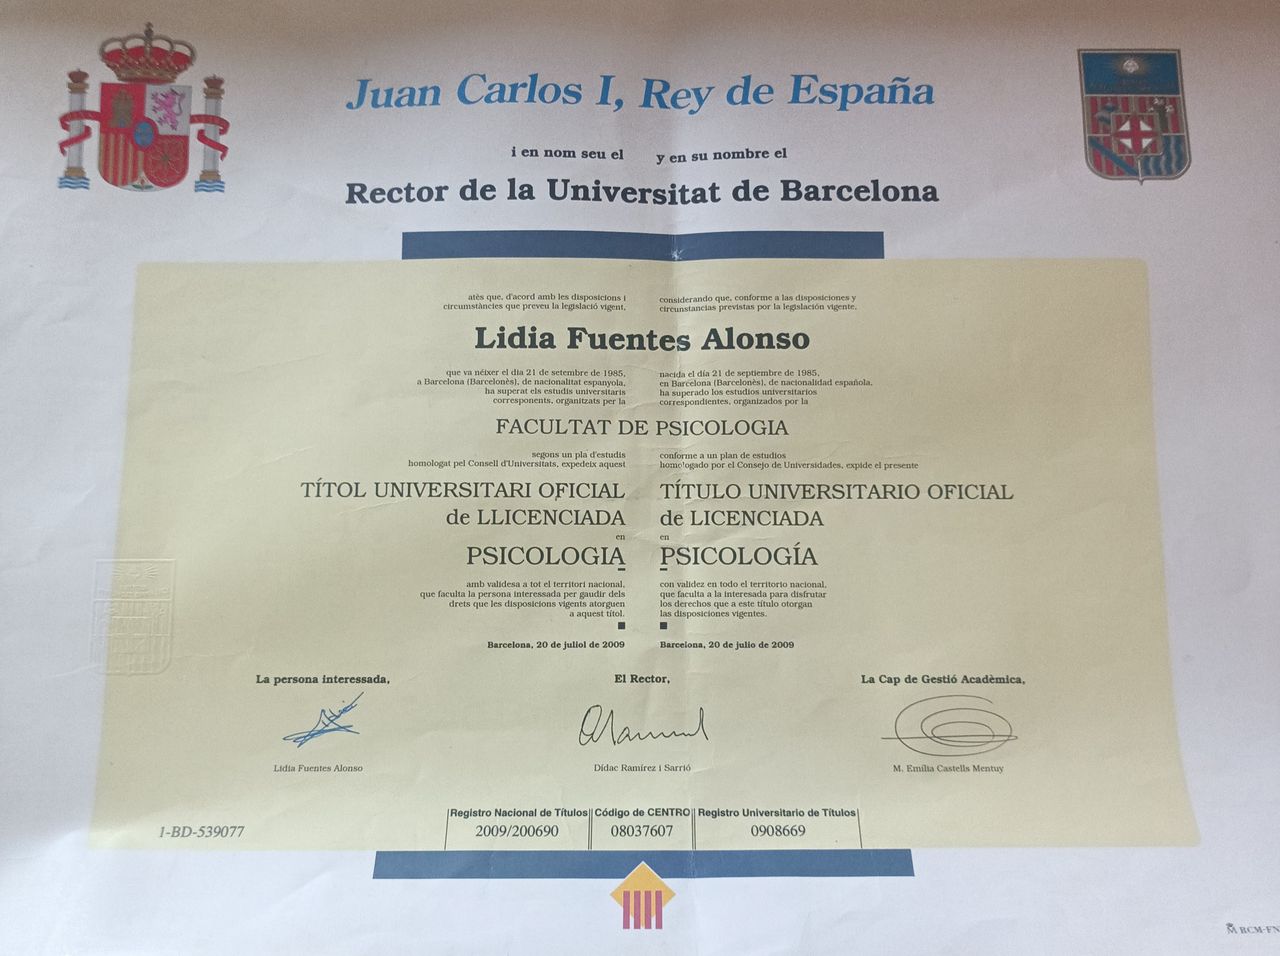 Juan Carlos I, Rey de España
i en nom seu el
y en su nombre el
Rector de la Universitat de Barcelona
atès que, d'acord amb les disposicions i
circumstàncies que preveu la legislació vigent,
considerando que, conforme a las disposiciones y
circunstancias previstas por la legislación vigente,
Lidia Fuentes Alonso
que va néixer el dia 21 de setembre de 1985,
a Barcelona (Barcelonès), de nacionalitat espanyola,
ha superat els estudis universitaris
corresponents, organitzats per la
nacida el día 21 de septiembre de 1985,
en Barcelona (Barcelonès), de nacionalidad española,
ha superado los estudios universitarios
correspondientes, organizados por la
FACULTAT DE PSICOLOGIA
segons un pla d'estudis
homologat pel Consell d'Universitats, expedeix aquest
conforme a un plan de estudios
homologado por el Consejo de Universidades, expide el presente
TÍTOL UNIVERSITARI OFICIAL
de LLICENCIADA
en
PSICOLOGIA
TÍTULO UNIVERSITARIO OFICIAL
de LICENCIADA
en
PSICOLOGÍA
amb validesa a tot el territori nacional,
que faculta la persona interessada per gaudir dels
drets que les disposicions vigents atorguen
a aquest títol.
con validez en todo el territorio nacional,
que faculta a la interesada para disfrutar
los derechos que a este título otorgan
las disposiciones vigentes.
Barcelona, 20 de juliol de 2009
Barcelona, 20 de julio de 2009
La persona interessada,
El Rector,
La Cap de Gestió Acadèmica,
Lidia Fuentes Alonso
Dídac Ramírez i Sarrió
M. Emília Castells Mentuy
1-BD-539077
Registro Nacional de Títulos
2009/200690
Código de CENTRO
08037607
Registro Universitario de Títulos
0908669